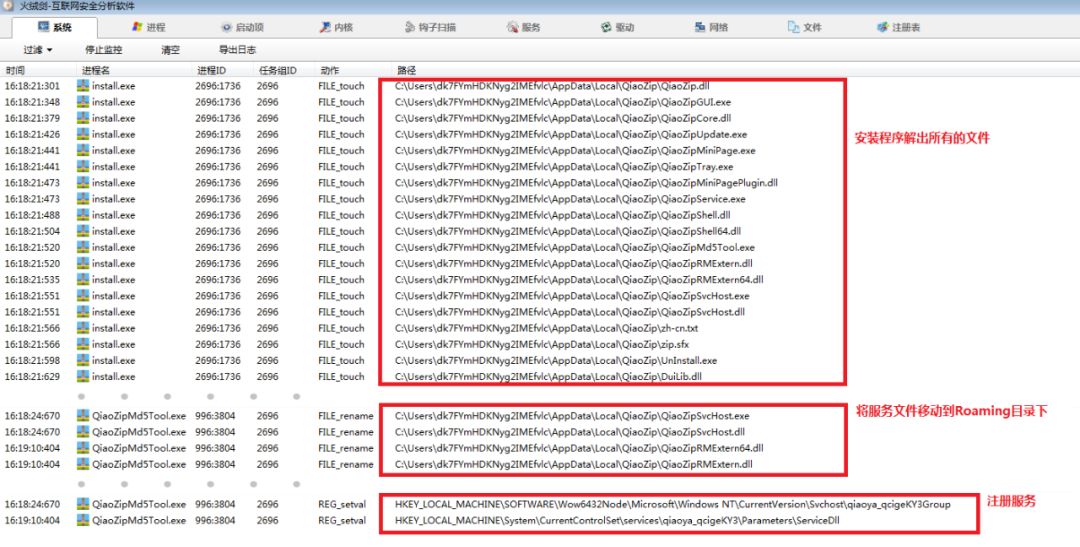 火绒剑-互联网安全分析软件
系统 进程 启动项 内核 钩子扫描 服务 驱动 网络 文件 注册表
过滤 停止监控 清空 导出日志
时间 进程名 进程ID 任务组ID 动作 路径
16:18:21:301 install.exe 2696:1736 2696 FILE_touch C:\Users\dk7FYmHDKNyg2IMEfvlc\AppData\Local\QiaoZip\QiaoZip.dll
16:18:21:348 install.exe 2696:1736 2696 FILE_touch C:\Users\dk7FYmHDKNyg2IMEfvlc\AppData\Local\QiaoZip\QiaoZipGUI.exe
16:18:21:379 install.exe 2696:1736 2696 FILE_touch C:\Users\dk7FYmHDKNyg2IMEfvlc\AppData\Local\QiaoZip\QiaoZipCore.dll
16:18:21:426 install.exe 2696:1736 2696 FILE_touch C:\Users\dk7FYmHDKNyg2IMEfvlc\AppData\Local\QiaoZip\QiaoZipUpdate.exe
安装程序解出所有的文件
16:18:21:441 install.exe 2696:1736 2696 FILE_touch C:\Users\dk7FYmHDKNyg2IMEfvlc\AppData\Local\QiaoZip\QiaoZipMiniPage.exe
16:18:21:441 install.exe 2696:1736 2696 FILE_touch C:\Users\dk7FYmHDKNyg2IMEfvlc\AppData\Local\QiaoZip\QiaoZipTray.exe
16:18:21:473 install.exe 2696:1736 2696 FILE_touch C:\Users\dk7FYmHDKNyg2IMEfvlc\AppData\Local\QiaoZip\QiaoZipMiniPagePlugin.dll
16:18:21:473 install.exe 2696:1736 2696 FILE_touch C:\Users\dk7FYmHDKNyg2IMEfvlc\AppData\Local\QiaoZip\QiaoZipService.exe
16:18:21:488 install.exe 2696:1736 2696 FILE_touch C:\Users\dk7FYmHDKNyg2IMEfvlc\AppData\Local\QiaoZip\QiaoZipShell.dll
16:18:21:504 install.exe 2696:1736 2696 FILE_touch C:\Users\dk7FYmHDKNyg2IMEfvlc\AppData\Local\QiaoZip\QiaoZipShell64.dll
16:18:21:520 install.exe 2696:1736 2696 FILE_touch C:\Users\dk7FYmHDKNyg2IMEfvlc\AppData\Local\QiaoZip\QiaoZipMd5Tool.exe
16:18:21:520 install.exe 2696:1736 2696 FILE_touch C:\Users\dk7FYmHDKNyg2IMEfvlc\AppData\Local\QiaoZip\QiaoZipRMExtern.dll
16:18:21:535 install.exe 2696:1736 2696 FILE_touch C:\Users\dk7FYmHDKNyg2IMEfvlc\AppData\Local\QiaoZip\QiaoZipRMExtern64.dll
16:18:21:551 install.exe 2696:1736 2696 FILE_touch C:\Users\dk7FYmHDKNyg2IMEfvlc\AppData\Local\QiaoZip\QiaoZipSvcHost.exe
16:18:21:551 install.exe 2696:1736 2696 FILE_touch C:\Users\dk7FYmHDKNyg2IMEfvlc\AppData\Local\QiaoZip\QiaoZipSvcHost.dll
16:18:21:566 install.exe 2696:1736 2696 FILE_touch C:\Users\dk7FYmHDKNyg2IMEfvlc\AppData\Local\QiaoZip\zh-cn.txt
16:18:21:566 install.exe 2696:1736 2696 FILE_touch C:\Users\dk7FYmHDKNyg2IMEfvlc\AppData\Local\QiaoZip\zip.sfx
16:18:21:598 install.exe 2696:1736 2696 FILE_touch C:\Users\dk7FYmHDKNyg2IMEfvlc\AppData\Local\QiaoZip\UnInstall.exe
16:18:21:629 install.exe 2696:1736 2696 FILE_touch C:\Users\dk7FYmHDKNyg2IMEfvlc\AppData\Local\QiaoZip\DuiLib.dll
16:18:24:670 QiaoZipMd5Tool.exe 996:3804 2696 FILE_rename C:\Users\dk7FYmHDKNyg2IMEfvlc\AppData\Local\QiaoZip\QiaoZipSvcHost.exe
将服务文件移动到Roaming目录下
16:18:24:670 QiaoZipMd5Tool.exe 996:3804 2696 FILE_rename C:\Users\dk7FYmHDKNyg2IMEfvlc\AppData\Local\QiaoZip\QiaoZipSvcHost.dll
16:19:10:404 QiaoZipMd5Tool.exe 996:3804 2696 FILE_rename C:\Users\dk7FYmHDKNyg2IMEfvlc\AppData\Local\QiaoZip\QiaoZipRMExtern64.dll
16:19:10:404 QiaoZipMd5Tool.exe 996:3804 2696 FILE_rename C:\Users\dk7FYmHDKNyg2IMEfvlc\AppData\Local\QiaoZip\QiaoZipRMExtern.dll
16:18:24:670 QiaoZipMd5Tool.exe 996:3804 2696 REG_setval HKEY_LOCAL_MACHINE\SOFTWARE\Wow6432Node\Microsoft\Windows NT\CurrentVersion\Svchost\qiaoya_qcigeKY3Group
注册服务
16:19:10:404 QiaoZipMd5Tool.exe 996:3804 2696 REG_setval HKEY_LOCAL_MACHINE\System\CurrentControlSet\services\qiaoya_qcigeKY3\Parameters\ServiceDll